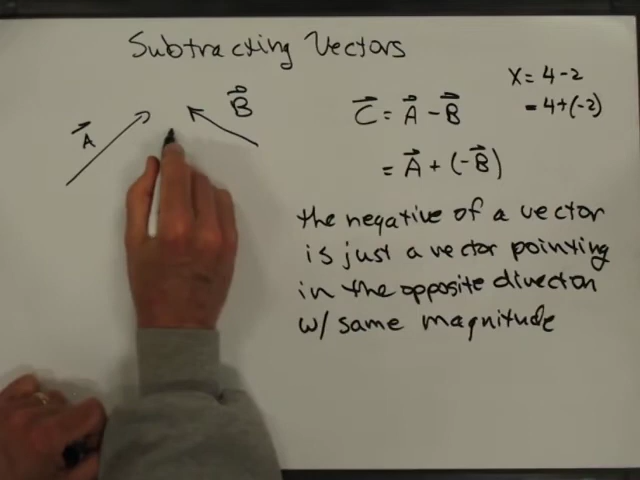 Subtracting Vectors
A⃗
B⃗
x = 4 - 2
= 4 + (-2)
C⃗ = A⃗ - B⃗
= A⃗ + (-B⃗)
the negative of a vector
is just a vector pointing
in the opposite direction
w/ same magnitude